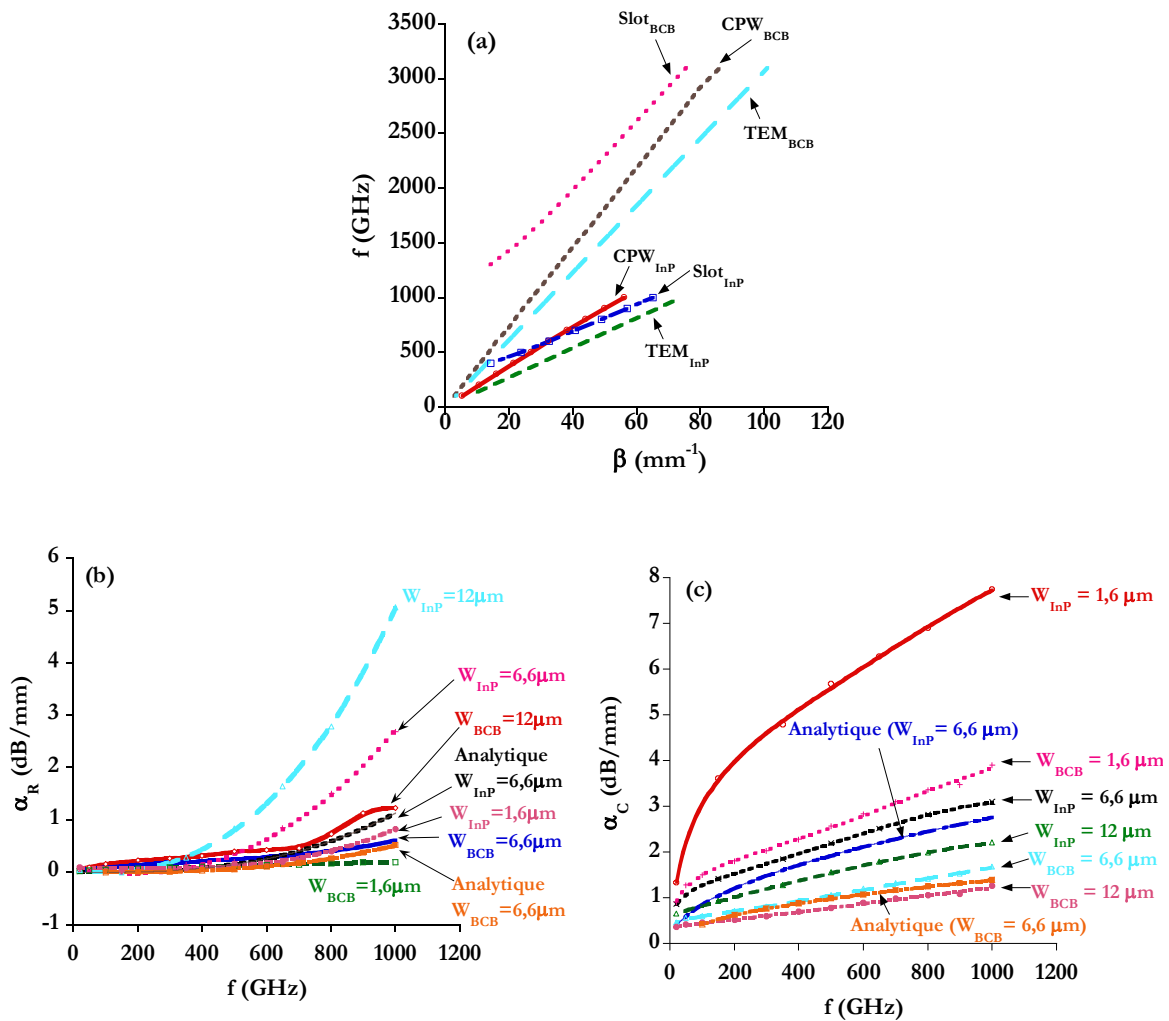 (a)
Slot_BCB
CPW_BCB
3500
3000
2500
2000
1500
1000
500
0
f (GHz)
TEM_BCB
CPW_InP
Slot_InP
TEM_InP
0 20 40 60 80 100 120
β (mm⁻¹)
(b)
6
5
4
3
2
1
0
-1
α_R (dB/mm)
W_InP=12µm
W_InP=6,6µm
W_BCB=12µm
Analytique
W_InP=6,6µm
W_InP=1,6µm
W_BCB=6,6µm
W_BCB=1,6µm
Analytique
W_BCB=6,6µm
0 200 400 600 800 1000 1200
f (GHz)
(c)
8
7
6
5
4
3
2
1
0
α_C (dB/mm)
W_InP = 1,6 µm
Analytique (W_InP = 6,6 µm)
W_BCB = 1,6 µm
W_InP = 6,6 µm
W_InP = 12 µm
W_BCB = 6,6 µm
W_BCB = 12 µm
Analytique (W_BCB = 6,6 µm)
0 200 400 600 800 1000 1200
f (GHz)